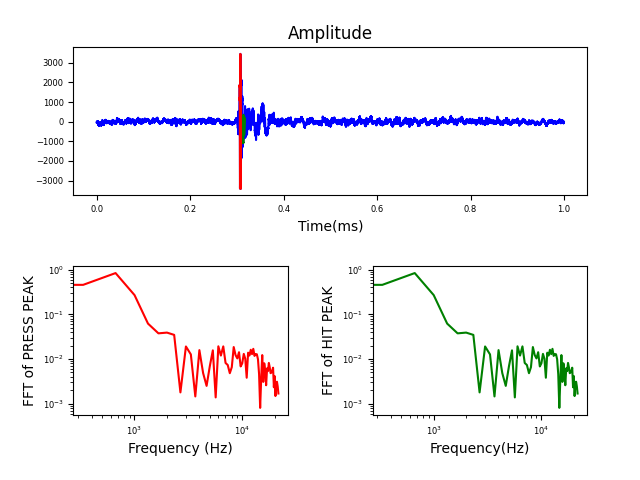 Amplitude
3000
2000
1000
0
−1000
−2000
−3000
0.0 0.2 0.4 0.6 0.8 1.0
Time(ms)
FFT of PRESS PEAK
10⁰
10⁻¹
10⁻²
10⁻³
10³ 10⁴
Frequency (Hz)
FFT of HIT PEAK
10⁰
10⁻¹
10⁻²
10⁻³
10³ 10⁴
Frequency(Hz)